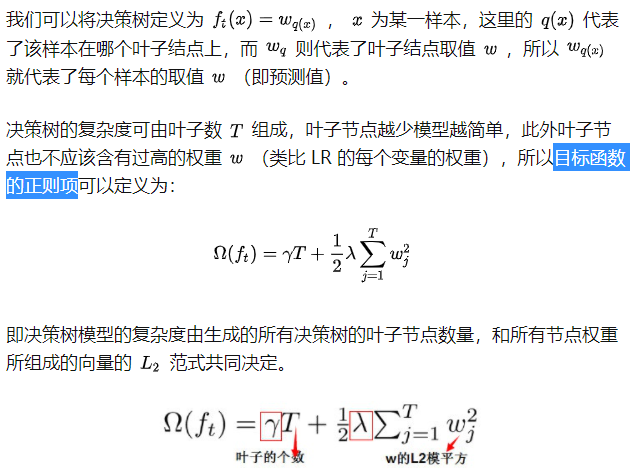 我们可以将决策树定义为 f_t(x) = w_{q(x)} ， x 为某一样本，这里的 q(x) 代表
了该样本在哪个叶子结点上，而 w_q 则代表了叶子结点取值 w ，所以 w_{q(x)}
就代表了每个样本的取值 w （即预测值）。
决策树的复杂度可由叶子数 T 组成，叶子节点越少模型越简单，此外叶子节
点也不应该含有过高的权重 w （类比 LR 的每个变量的权重），所以目标函数
的正则项可以定义为：
Ω(f_t) = γT + \frac{1}{2} λ \sum_{j=1}^{T} w_j^2
即决策树模型的复杂度由生成的所有决策树的叶子节点数量，和所有节点权重
所组成的向量的 L_2 范式共同决定。
Ω(f_t) = γT + \frac{1}{2} λ \sum_{j=1}^{T} w_j^2
叶子的个数 w的L2模平方